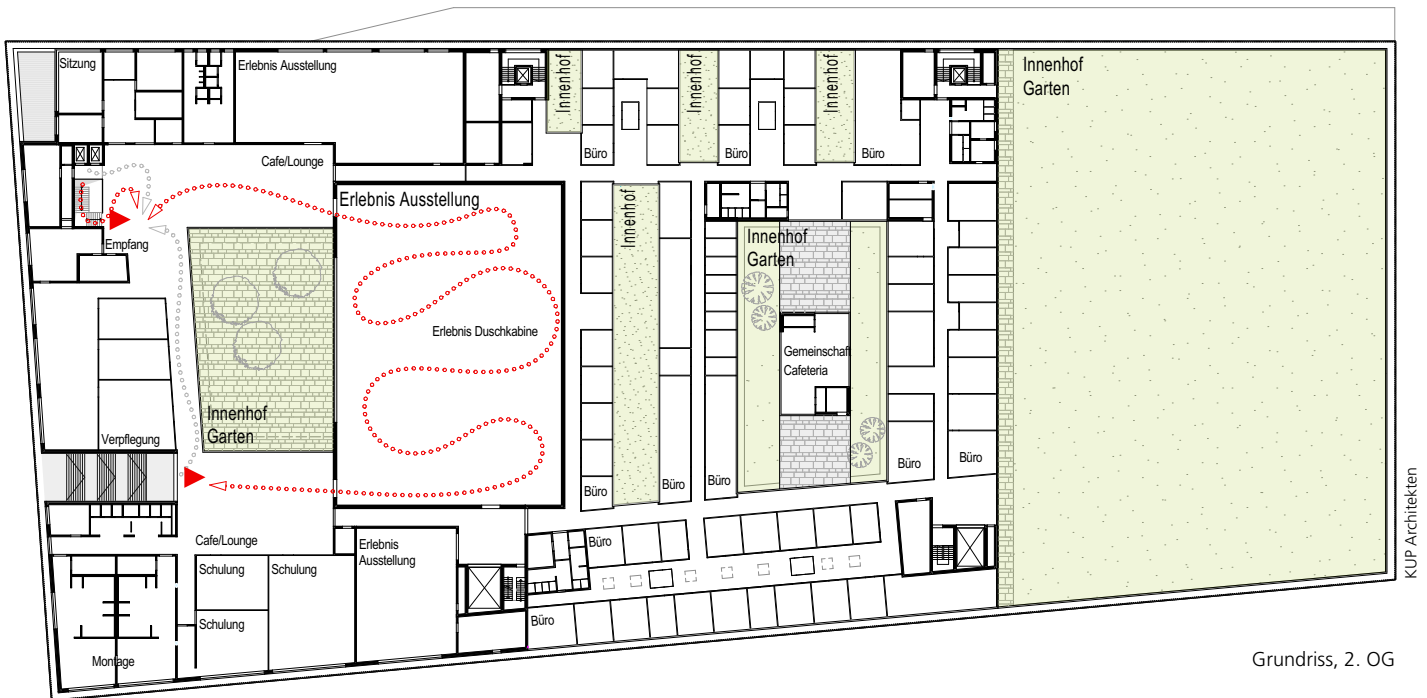 Sitzung
Erlebnis Ausstellung
Innenhof
Innenhof
Innenhof
Innenhof
Garten
Cafe/Lounge
Büro
Büro
Büro
Erlebnis Ausstellung
Innenhof
Innenhof
Garten
Empfang
Erlebnis Duschkabine
Gemeinschaft
Cafeteria
Innenhof
Garten
Verpflegung
Büro
Büro
Büro
Büro
Büro
Cafe/Lounge
Erlebnis
Ausstellung
Büro
Schulung
Schulung
Schulung
Büro
Montage
KUP Architekten
Grundriss, 2. OG